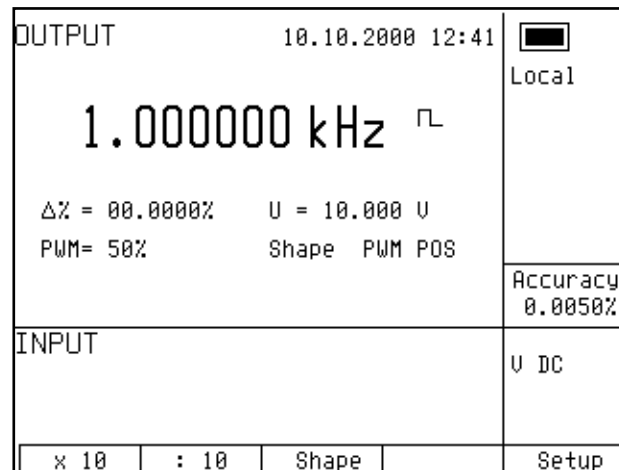 OUTPUT 10.10.2000 12:41
Local
1.000000 kHz
Δ% = 00.0000% U = 10.000 V
PWM= 50% Shape PWM POS
Accuracy
0.0050%
INPUT
V DC
x 10 : 10 Shape Setup